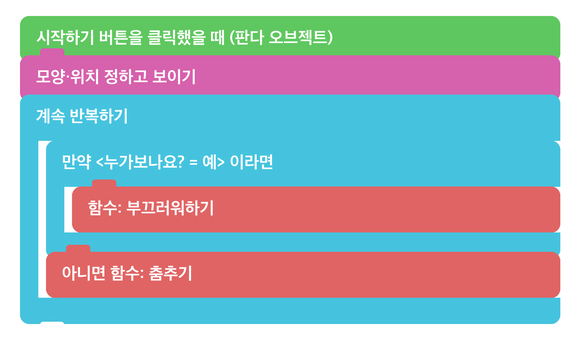 시작하기 버튼을 클릭했을 때 (판다 오브젝트)
모양·위치 정하고 보이기
계속 반복하기
만약 <누가보나요? = 예> 이라면
함수: 부끄러워하기
아니면 함수: 춤추기